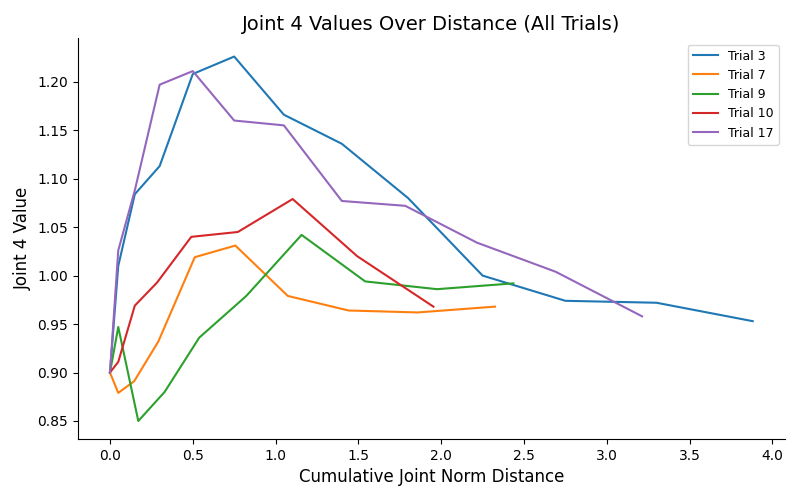 Joint 4 Values Over Distance (All Trials)
Trial 3
Trial 7
Trial 9
Trial 10
Trial 17
Joint 4 Value
1.20
1.15
1.10
1.05
1.00
0.95
0.90
0.85
0.0 0.5 1.0 1.5 2.0 2.5 3.0 3.5 4.0
Cumulative Joint Norm Distance